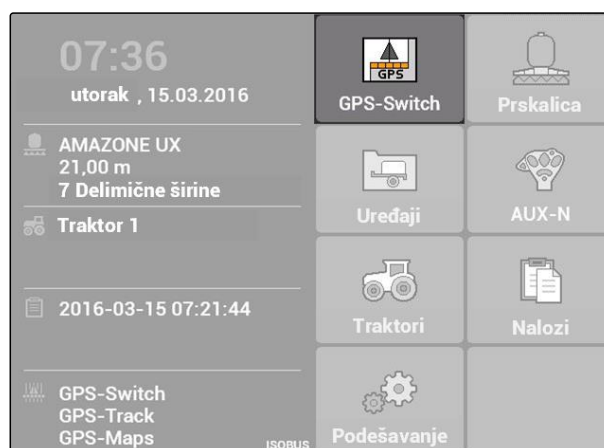 07:36
utorak , 15.03.2016
AMAZONE UX
21,00 m
7 Delimične širine
Traktor 1
2016-03-15 07:21:44
GPS-Switch
GPS-Track
GPS-Maps
ISOBUS
GPS
GPS-Switch
Prskalica
Uređaji
AUX-N
Traktori
Nalozi
Podešavanje